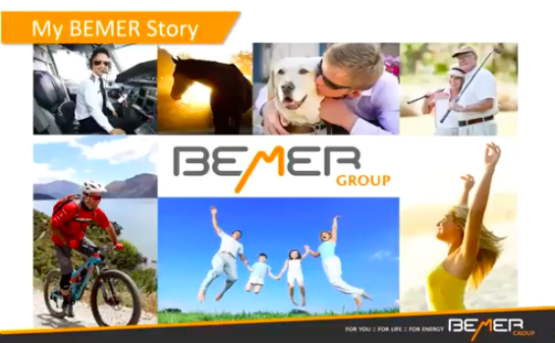 My BEMER Story
BEMER
GROUP
FOR YOU :: FOR LIFE :: FOR ENERGY
BEMER
GROUP